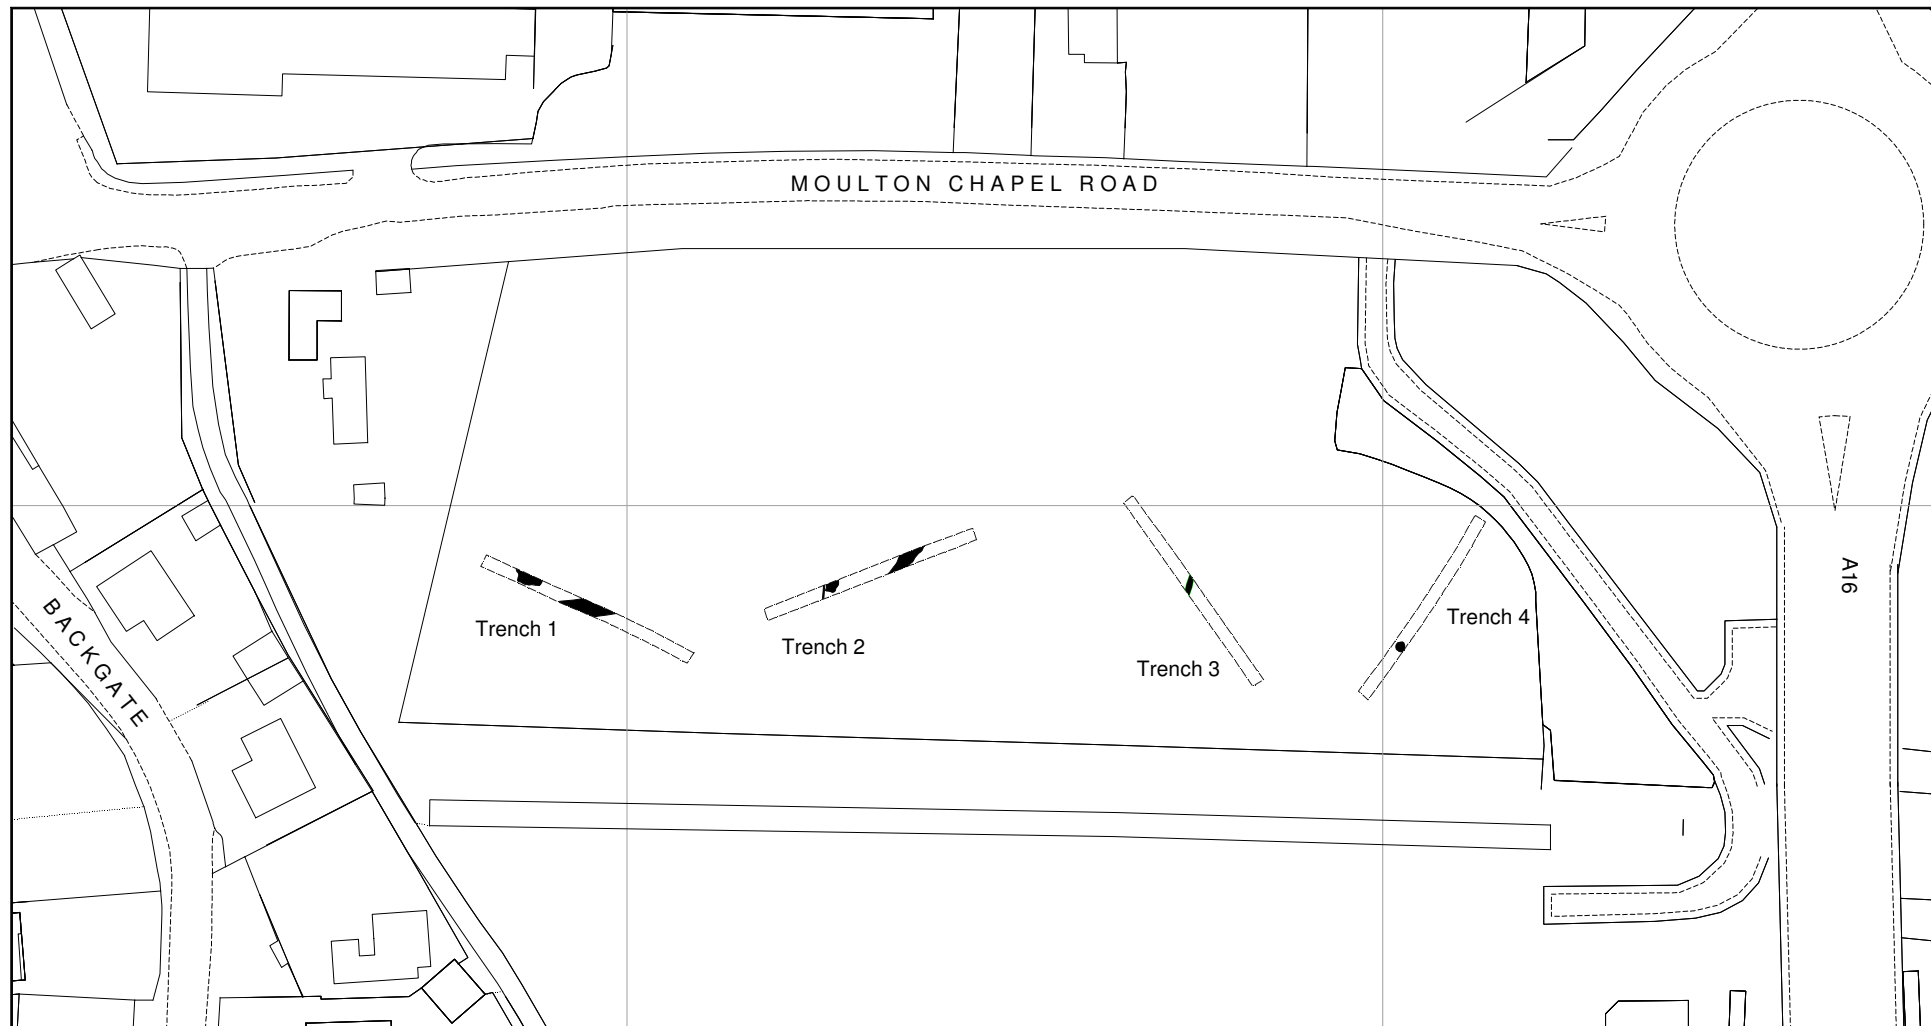 MOULTON CHAPEL ROAD
A16
BACKGATE
Trench 1
Trench 2
Trench 3
Trench 4